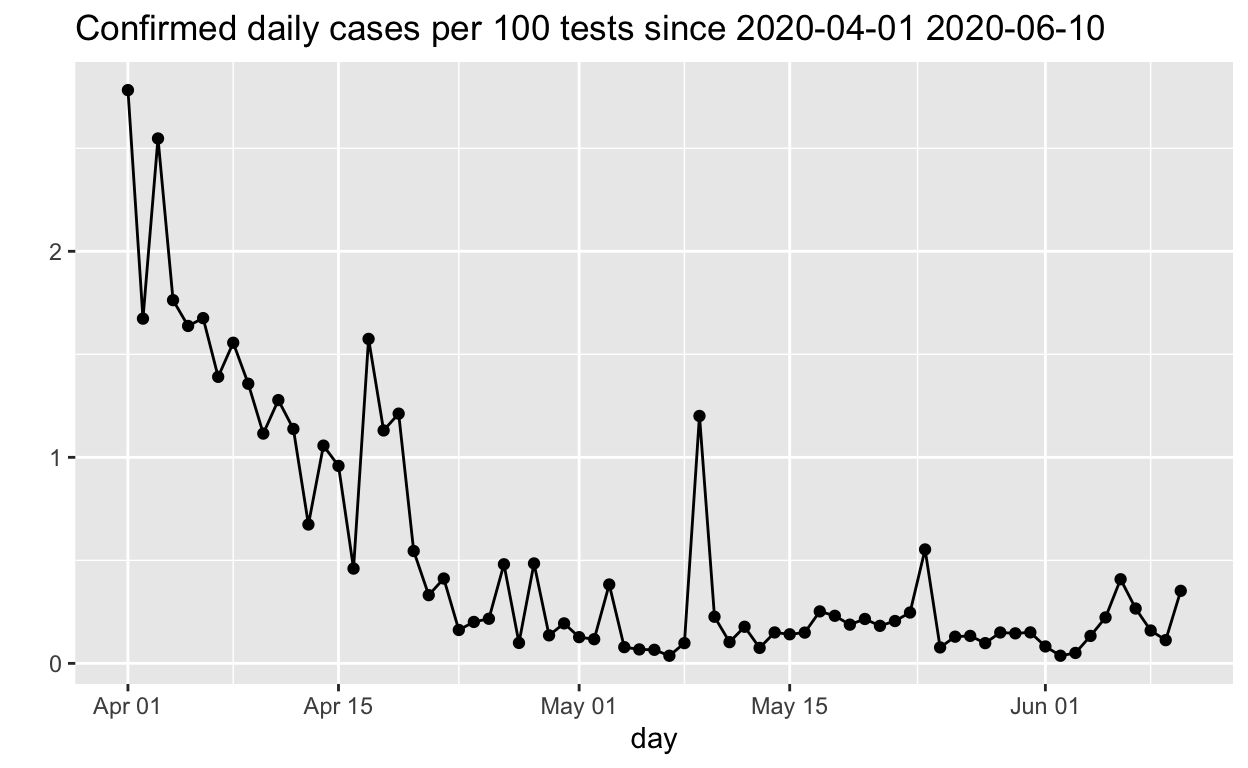 Confirmed daily cases per 100 tests since 2020-04-01 2020-06-10
2
1
0
Apr 01 Apr 15 May 01 May 15 Jun 01
day